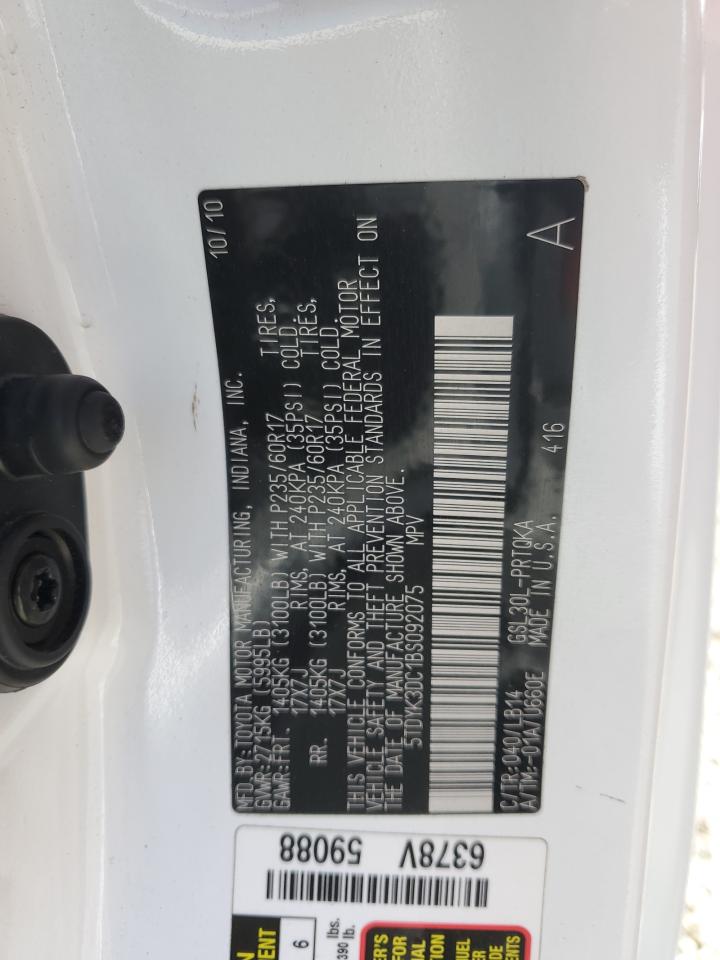 MFD. BY: TOYOTA MOTOR MANUFACTURING, INDIANA, INC. 10/10
GVWR: 2715KG (5995LB)
GAWR: FRT. 1405KG (3100LB) WITH P235/60R17 TIRES,
17X7J RIMS, AT 240KPA (35PSI) COLD.
RR. 1405KG (3100LB) WITH P235/60R17 TIRES,
17X7J RIMS, AT 240KPA (35PSI) COLD.
THIS VEHICLE CONFORMS TO ALL APPLICABLE FEDERAL MOTOR
VEHICLE SAFETY AND THEFT PREVENTION STANDARDS IN EFFECT ON
THE DATE OF MANUFACTURE SHOWN ABOVE.
5TDYK3DC1BS092075 MPV
C/TR: 040/LB14 GSL30L-PRTQKA 416 A
A/TM: -01A/U660E MADE IN U.S.A.
59088
6378V
6
lbs.
390 lb.